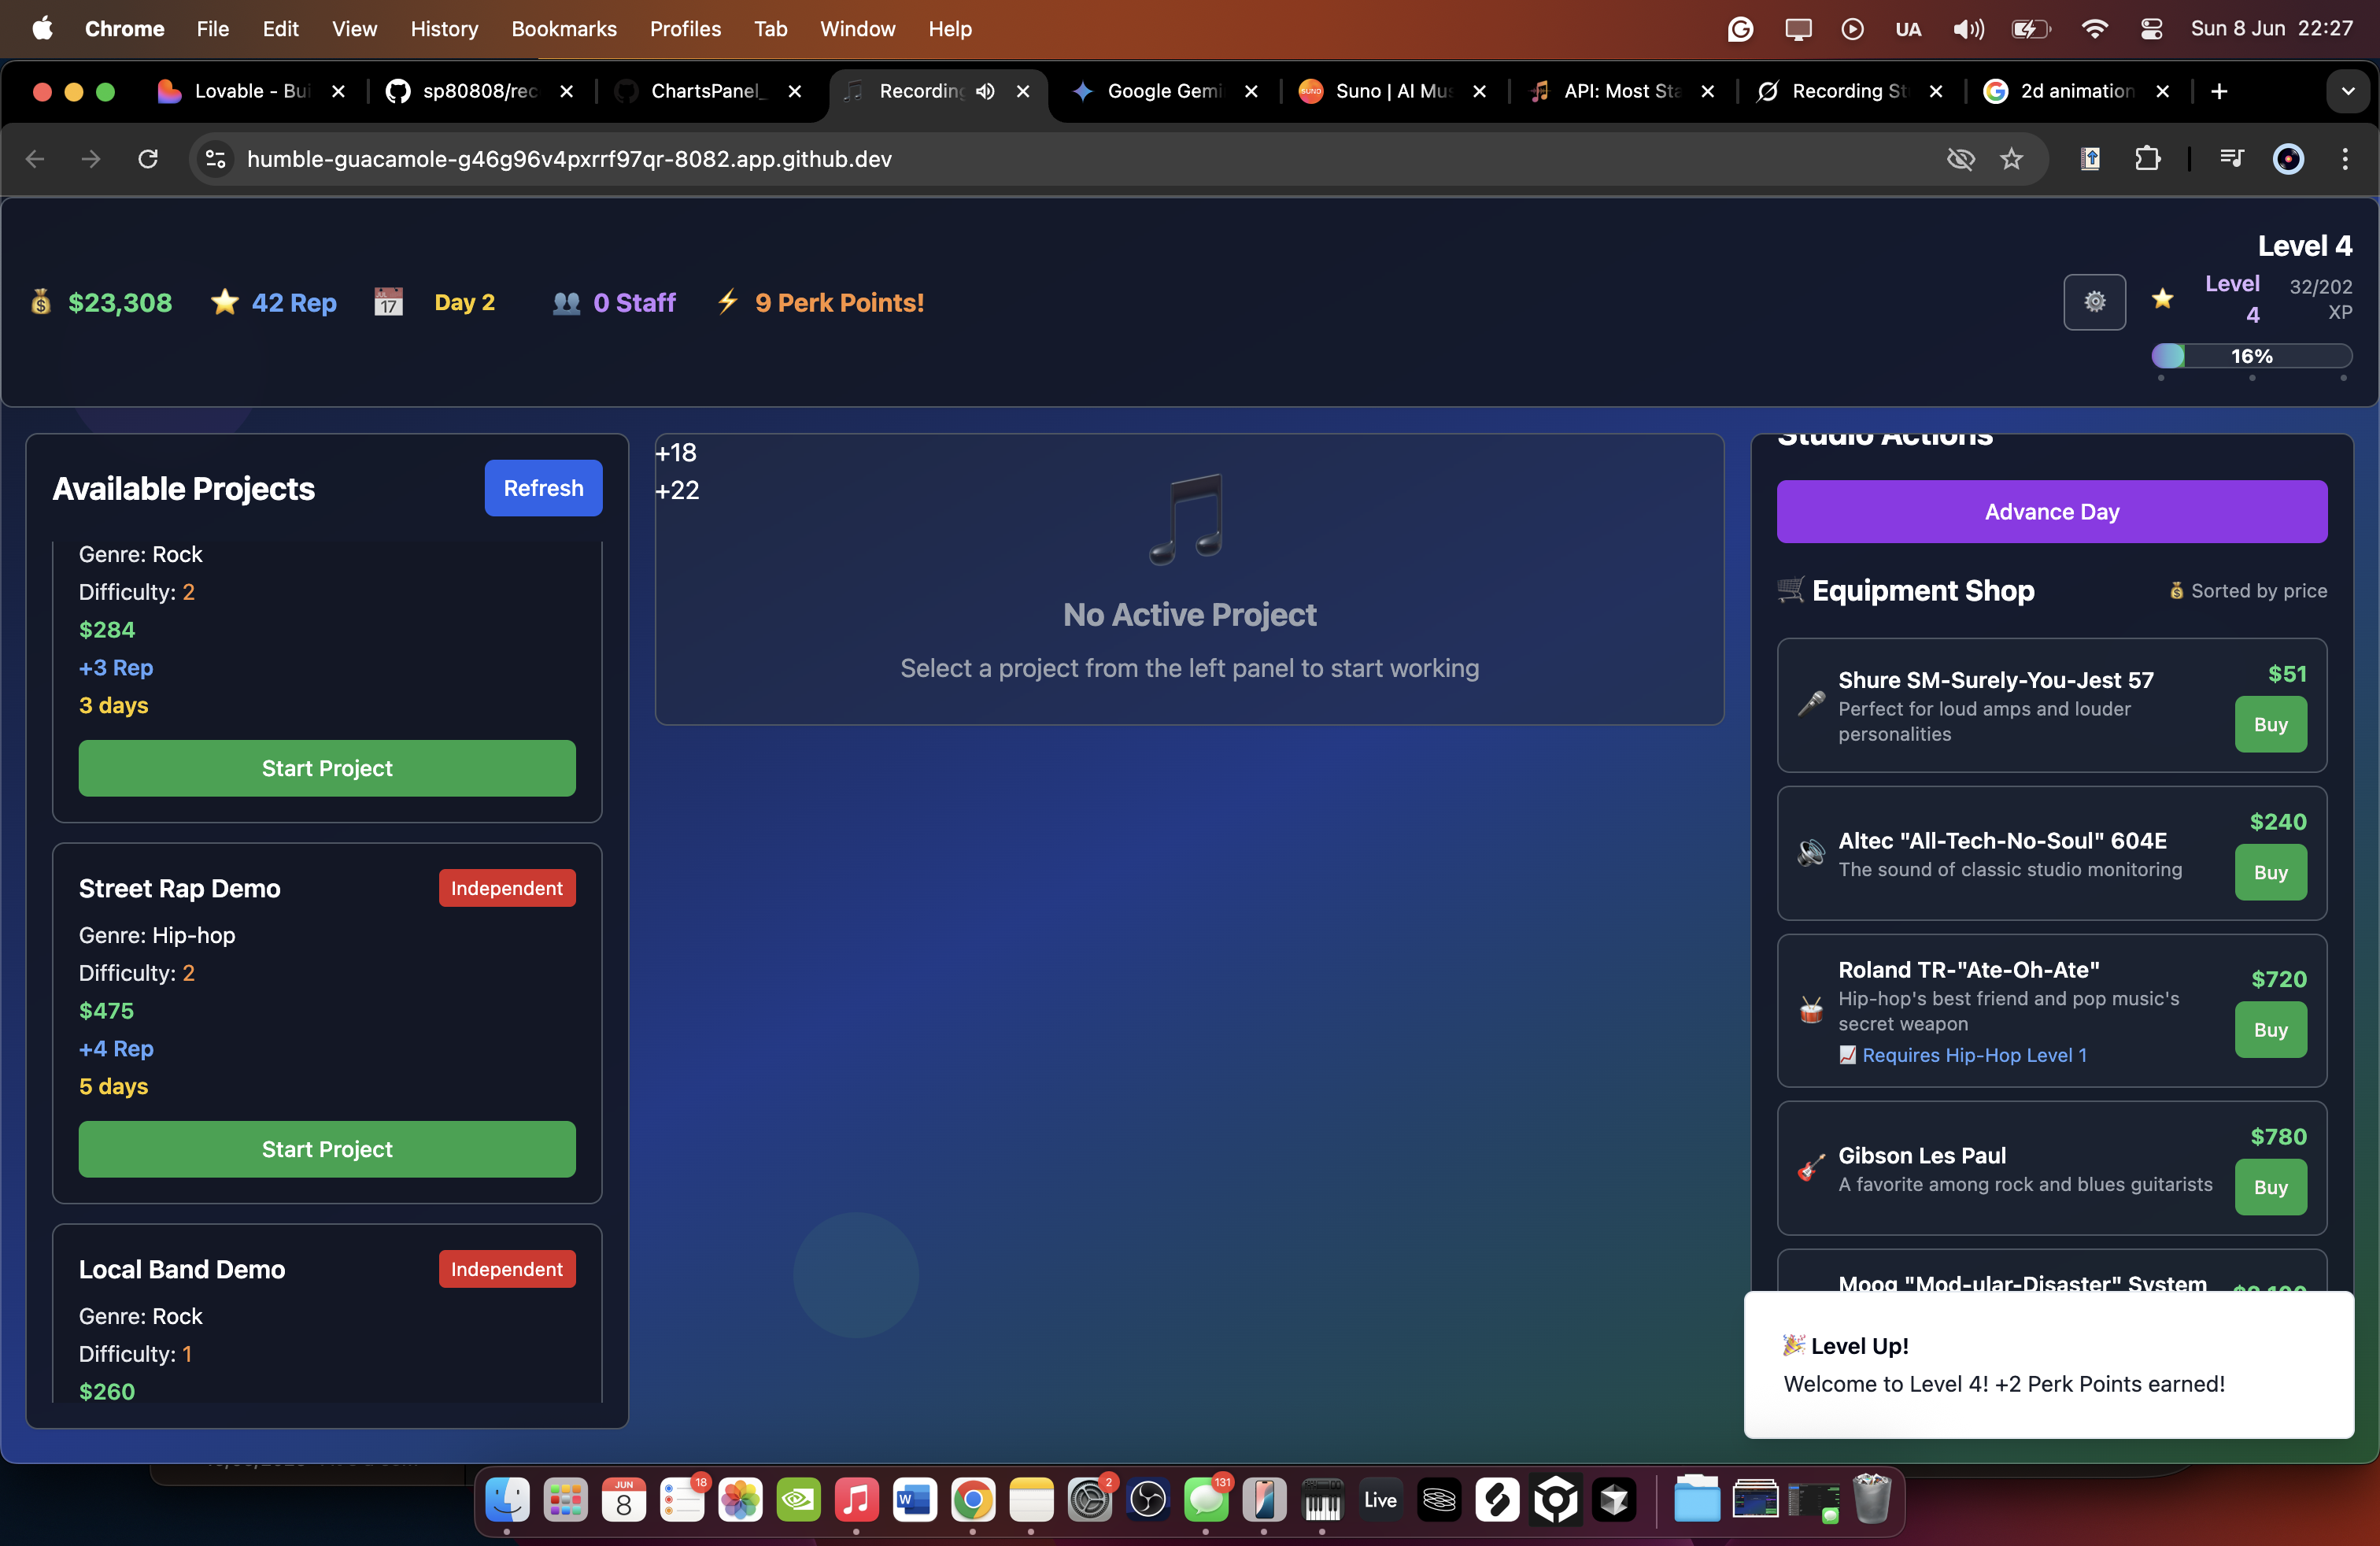 Chrome File Edit View History Bookmarks Profiles Tab Window Help UA Sun 8 Jun 22:27
Lovable - Bui sp80808/rec ChartsPanel_ Recording Google Gemi Suno | AI Mus API: Most Sta Recording St 2d animation
humble-guacamole-g46g96v4pxrrf97qr-8082.app.github.dev
$23,308 42 Rep Day 2 0 Staff 9 Perk Points!
JUL
17
Level 4
Level 4
32/202 XP
16%
Available Projects
Refresh
Genre: Rock
Difficulty: 2
$284
+3 Rep
3 days
Start Project
Street Rap Demo
Independent
Genre: Hip-hop
Difficulty: 2
$475
+4 Rep
5 days
Start Project
Local Band Demo
Independent
Genre: Rock
Difficulty: 1
$260
+18
+22
No Active Project
Select a project from the left panel to start working
Studio Actions
Advance Day
Equipment Shop
Sorted by price
Shure SM-Surely-You-Jest 57
Perfect for loud amps and louder
personalities
$51
Buy
Altec "All-Tech-No-Soul" 604E
The sound of classic studio monitoring
$240
Buy
Roland TR-"Ate-Oh-Ate"
Hip-hop's best friend and pop music's
secret weapon
Requires Hip-Hop Level 1
$720
Buy
Gibson Les Paul
A favorite among rock and blues guitarists
$780
Buy
Moog "Mod-ular-Disaster" System
Level Up!
Welcome to Level 4! +2 Perk Points earned!
JUN
8
18
2
131
W
Live